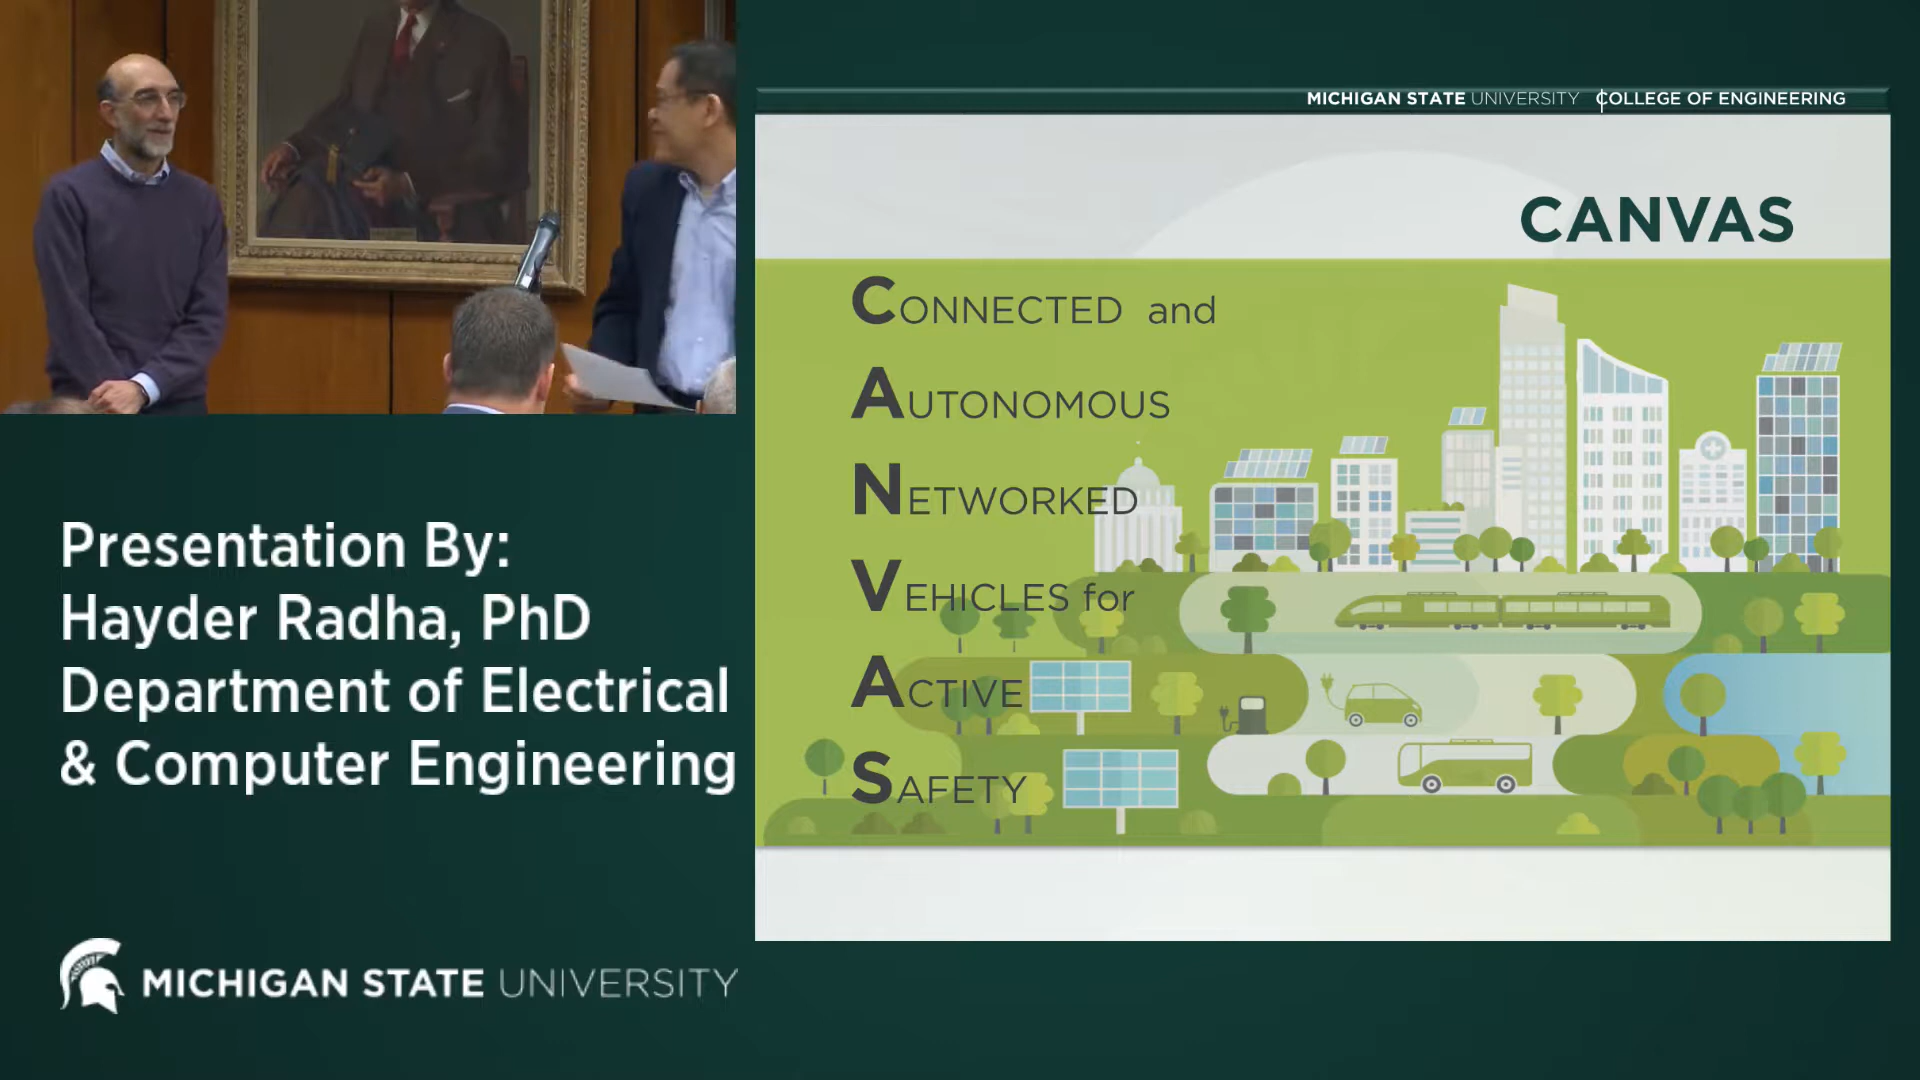 MICHIGAN STATE UNIVERSITY COLLEGE OF ENGINEERING
CANVAS
CONNECTED and
AUTONOMOUS
NETWORKED
VEHICLES for
ACTIVE
SAFETY
Presentation By:
Hayder Radha, PhD
Department of Electrical
& Computer Engineering
MICHIGAN STATE UNIVERSITY